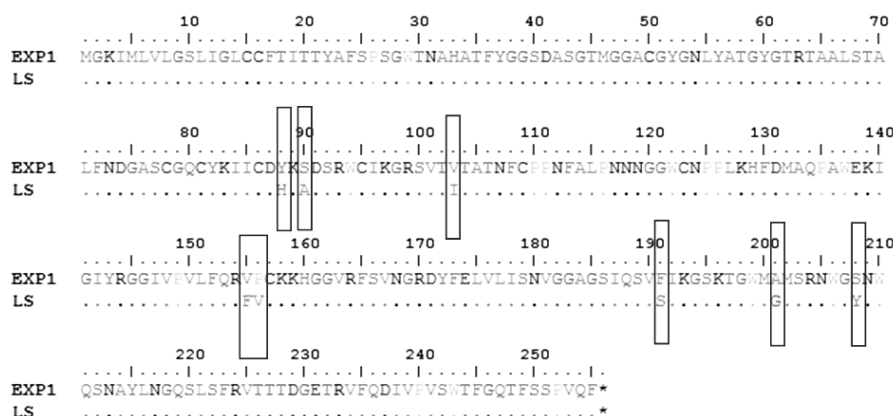 10 20 30 40 50 60 70
EXP1 MGKIMLVLGSLIGLCCFTITTYAFSPSGWTNAHATFYGGSDASGTMGGACGYGNLYATGYGTRTAALSTA
LS ......................................................................
80 90 100 110 120 130 140
EXP1 LFNDGASCGQCYKIICDYKSDSRWCIKGRSVTVTATNFCPPNFALPNNNGGWCNPPLKHFDMAQPAWEKI
LS .................H.A............I.....................................
150 160 170 180 190 200 210
EXP1 GIYRGGIVPVLFQRVPCKKHGGVRFSVNGRDYFELVLISNVGGAGSIQSVFIKGSKTGWMAMSRNWGSNW
LS ..............FV..................................S.........G......Y..
220 230 240 250
EXP1 QSNAYLNGQSLSFRVTTTDGETRVFQDIVPVSWTFGQTFSSPVQF*
LS .............................................*